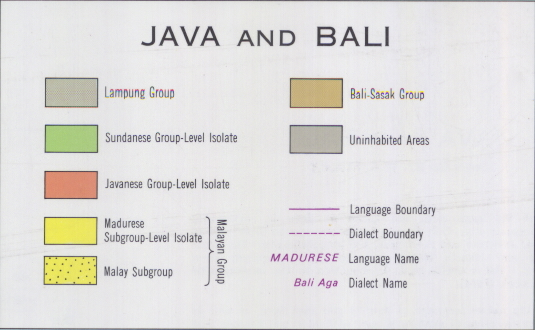 JAVA AND BALI
Lampung Group
Sundanese Group-Level Isolate
Javanese Group-Level Isolate
Madurese
Subgroup-Level Isolate
Malay Subgroup
Malayan Group
Bali-Sasak Group
Uninhabited Areas
Language Boundary
Dialect Boundary
MADURESE Language Name
Bali Aga Dialect Name